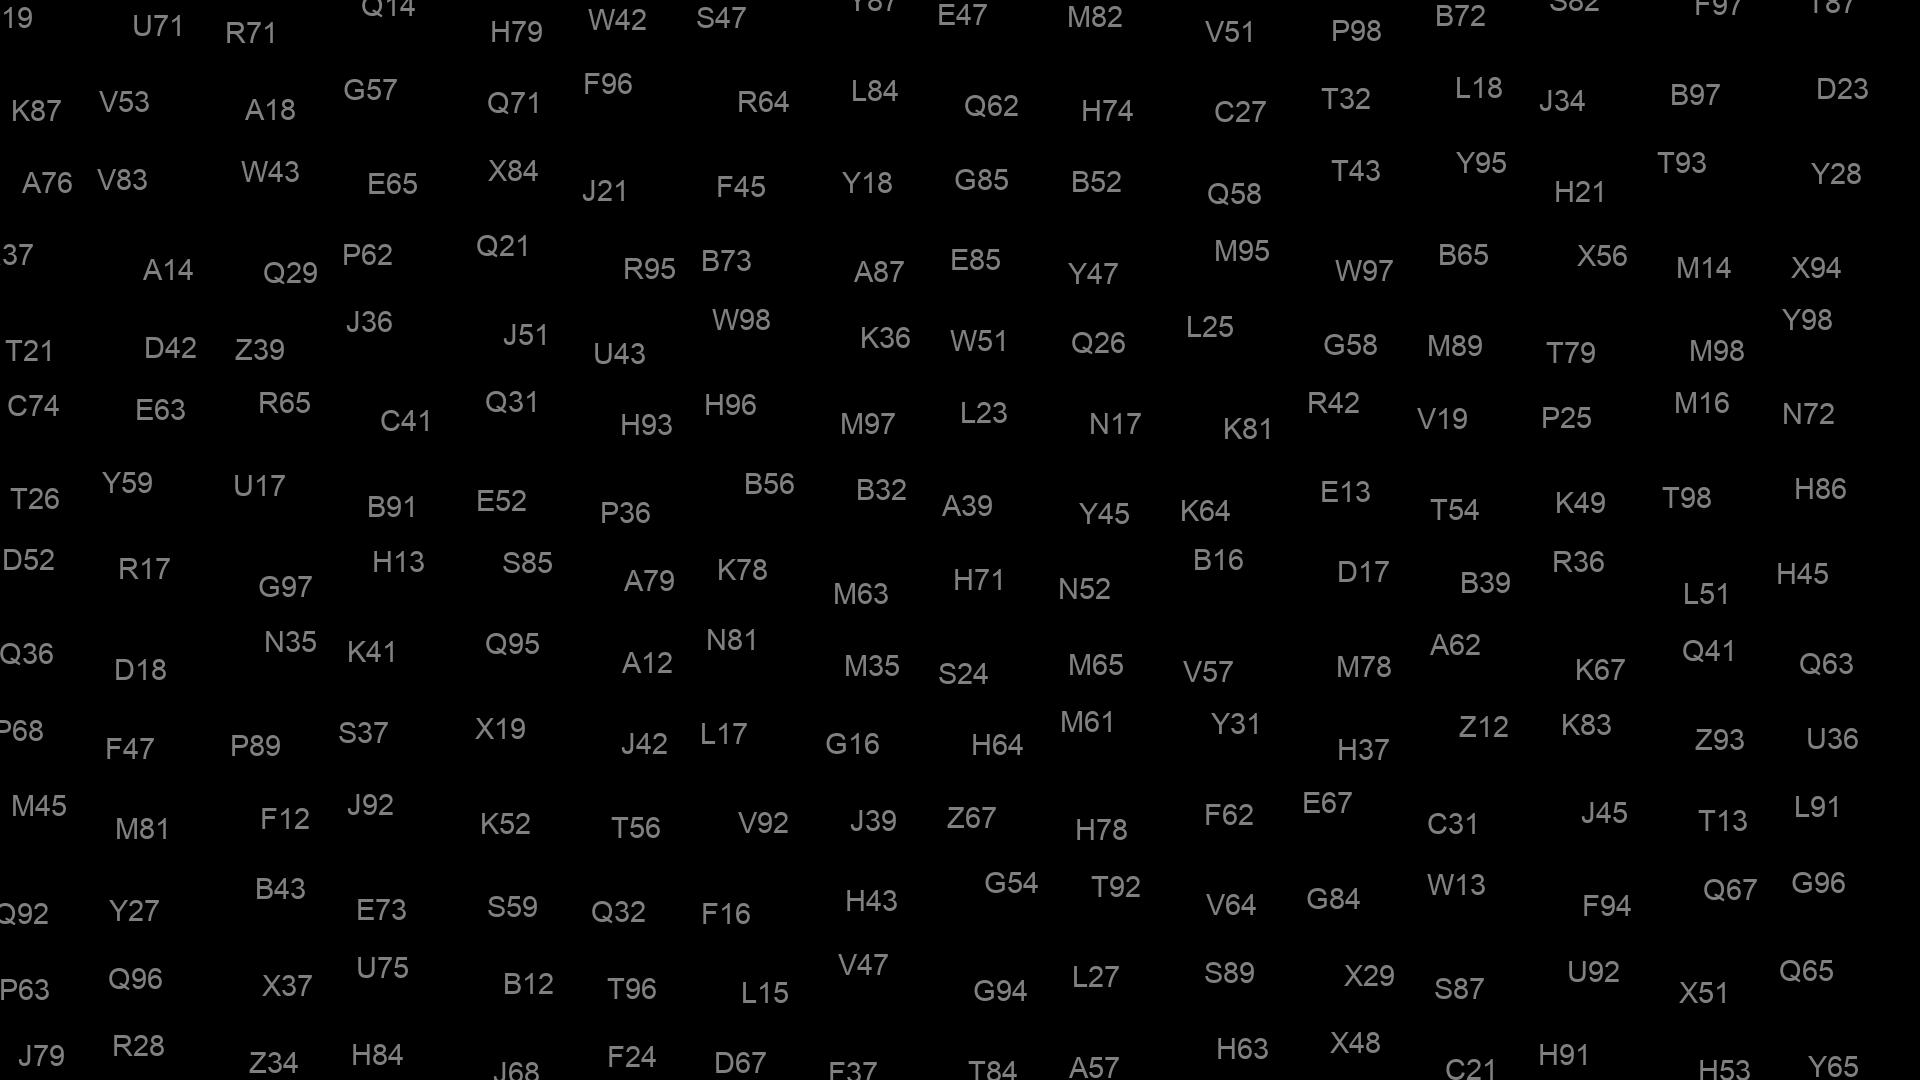 19 U71 R71 Q14 H79 W42 S47 Y87 E47 M82 V51 P98 B72 S82 F97 T87
K87 V53 A18 G57 Q71 F96 R64 L84 Q62 H74 C27 T32 L18 J34 B97 D23
A76 V83 W43 E65 X84 J21 F45 Y18 G85 B52 Q58 T43 Y95 H21 T93 Y28
37 A14 Q29 P62 Q21 R95 B73 A87 E85 Y47 M95 W97 B65 X56 M14 X94
T21 D42 Z39 J36 J51 U43 W98 K36 W51 Q26 L25 G58 M89 T79 M98 Y98
C74 E63 R65 C41 Q31 H93 H96 M97 L23 N17 K81 R42 V19 P25 M16 N72
T26 Y59 U17 B91 E52 P36 B56 B32 A39 Y45 K64 E13 T54 K49 T98 H86
D52 R17 G97 H13 S85 A79 K78 M63 H71 N52 B16 D17 B39 R36 L51 H45
Q36 D18 N35 K41 Q95 A12 N81 M35 S24 M65 V57 M78 A62 K67 Q41 Q63
P68 F47 P89 S37 X19 J42 L17 G16 H64 M61 Y31 H37 Z12 K83 Z93 U36
M45 M81 F12 J92 K52 T56 V92 J39 Z67 H78 F62 E67 C31 J45 T13 L91
Q92 Y27 B43 E73 S59 Q32 F16 H43 G54 T92 V64 G84 W13 F94 Q67 G96
P63 Q96 X37 U75 B12 T96 L15 V47 G94 L27 S89 X29 S87 U92 X51 Q65
J79 R28 Z34 H84 J68 F24 D67 T84 A57 H63 X48 C21 H91 H53 Y65